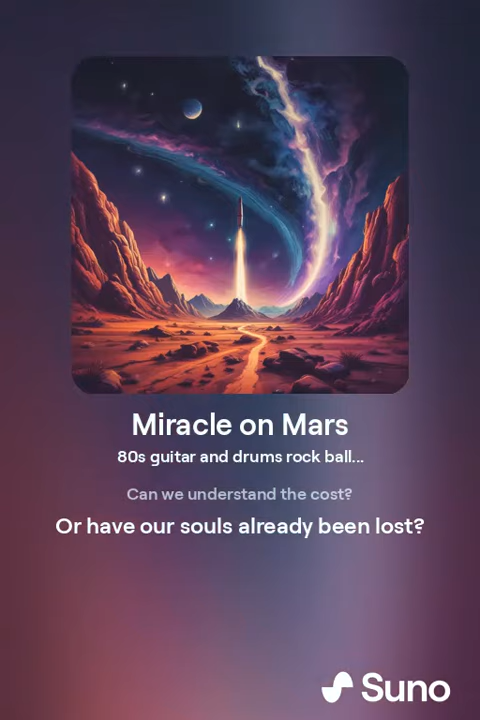 Miracle on Mars
80s guitar and drums rock ball...
Can we understand the cost?
Or have our souls already been lost?
Suno